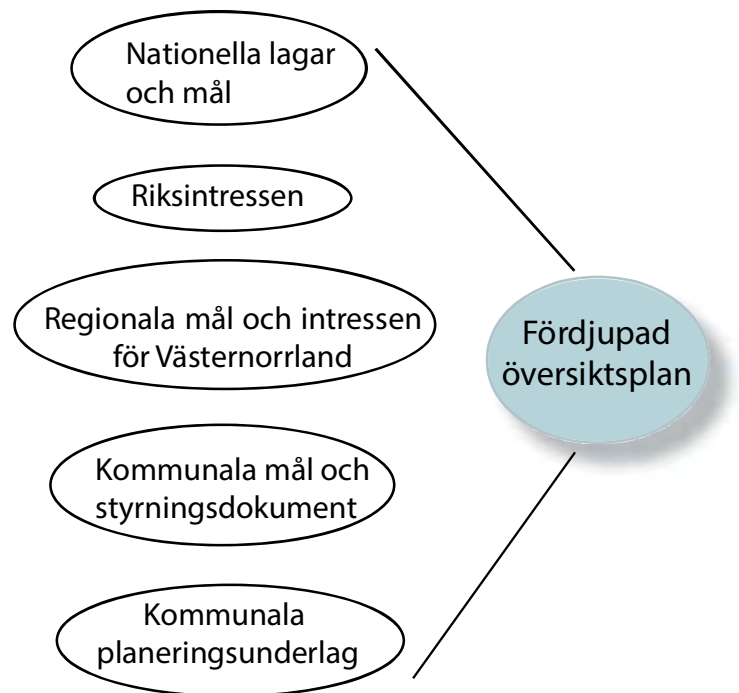 Nationella lagar
och mål
Riksintressen
Regionala mål och intressen
för Västernorrland
Kommunala mål och
styrningsdokument
Kommunala
planeringsunderlag
Fördjupad
översiktsplan